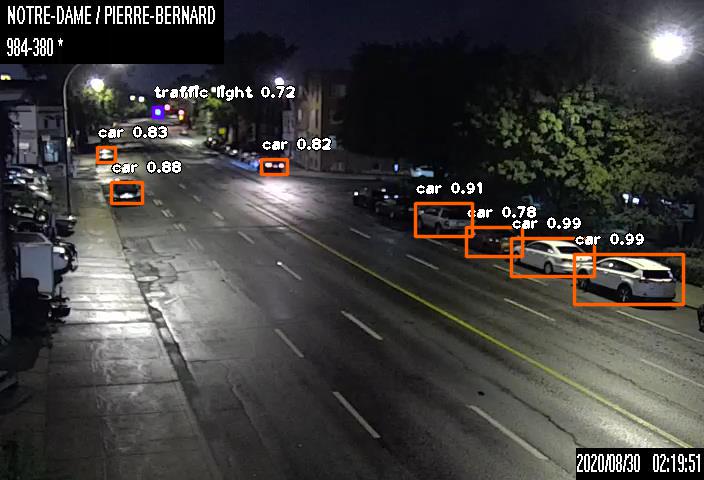 NOTRE-DAME / PIERRE-BERNARD
984-380 *
traffic light 0.72
car 0.83
car 0.82
car 0.88
car 0.91
car 0.78
car 0.99
car 0.99
2020/08/30 02:19:51